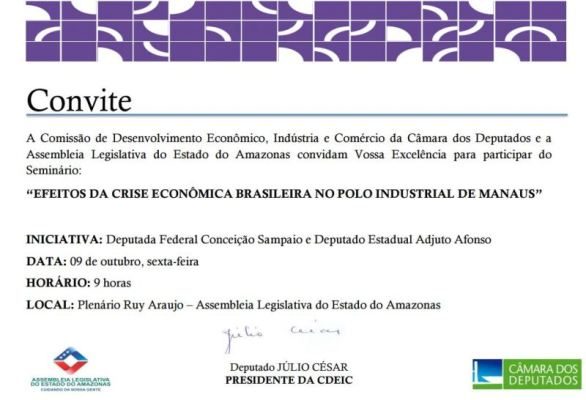 Convite
A Comissão de Desenvolvimento Econômico, Indústria e Comércio da Câmara dos Deputados e a
Assembleia Legislativa do Estado do Amazonas convidam Vossa Excelência para participar do
Seminário:
“EFEITOS DA CRISE ECONÔMICA BRASILEIRA NO POLO INDUSTRIAL DE MANAUS”
INICIATIVA: Deputada Federal Conceição Sampaio e Deputado Estadual Adjuto Afonso
DATA: 09 de outubro, sexta-feira
HORÁRIO: 9 horas
LOCAL: Plenário Ruy Araujo – Assembleia Legislativa do Estado do Amazonas
Júlio César
Deputado JÚLIO CÉSAR
PRESIDENTE DA CDEIC
ASSEMBLEIA LEGISLATIVA
DO ESTADO DO AMAZONAS
CUIDANDO DA NOSSA GENTE
CÂMARA DOS
DEPUTADOS